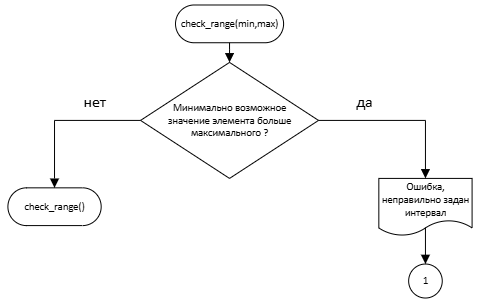 check_range(min,max)
нет
да
Минимально возможное
значение элемента больше
максимального ?
check_range()
Ошибка,
неправильно задан
интервал
1